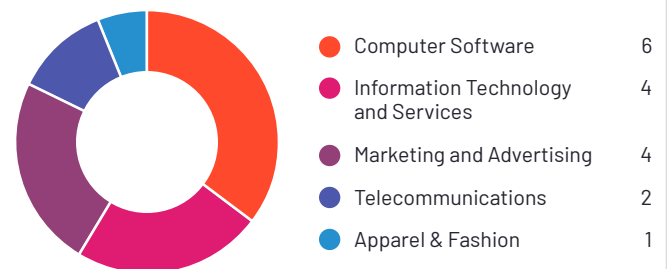 Computer Software 6
Information Technology 4
and Services
Marketing and Advertising 4
Telecommunications 2
Apparel & Fashion 1